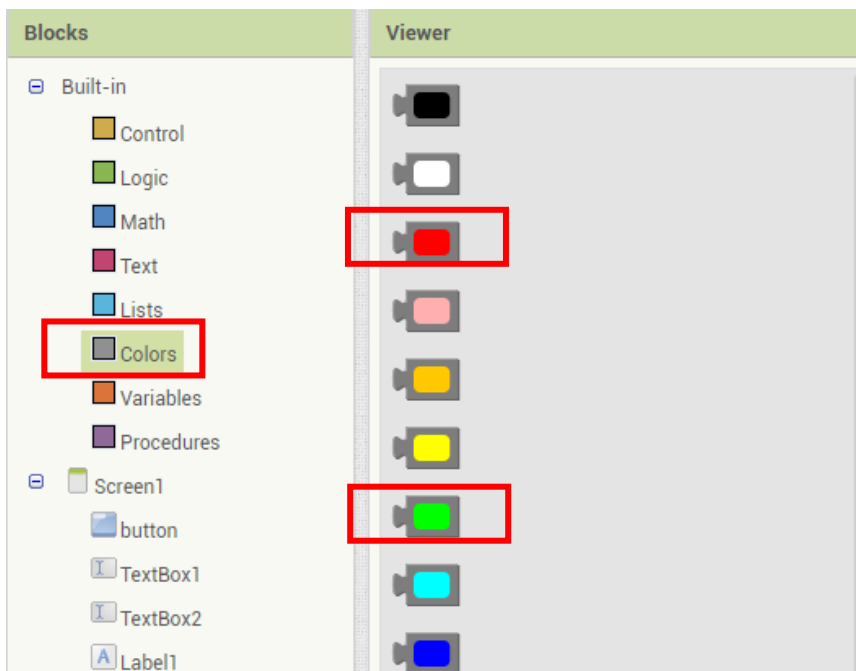 Blocks
Built-in
Control
Logic
Math
Text
Lists
Colors
Variables
Procedures
Screen1
button
TextBox1
TextBox2
Label1
Viewer